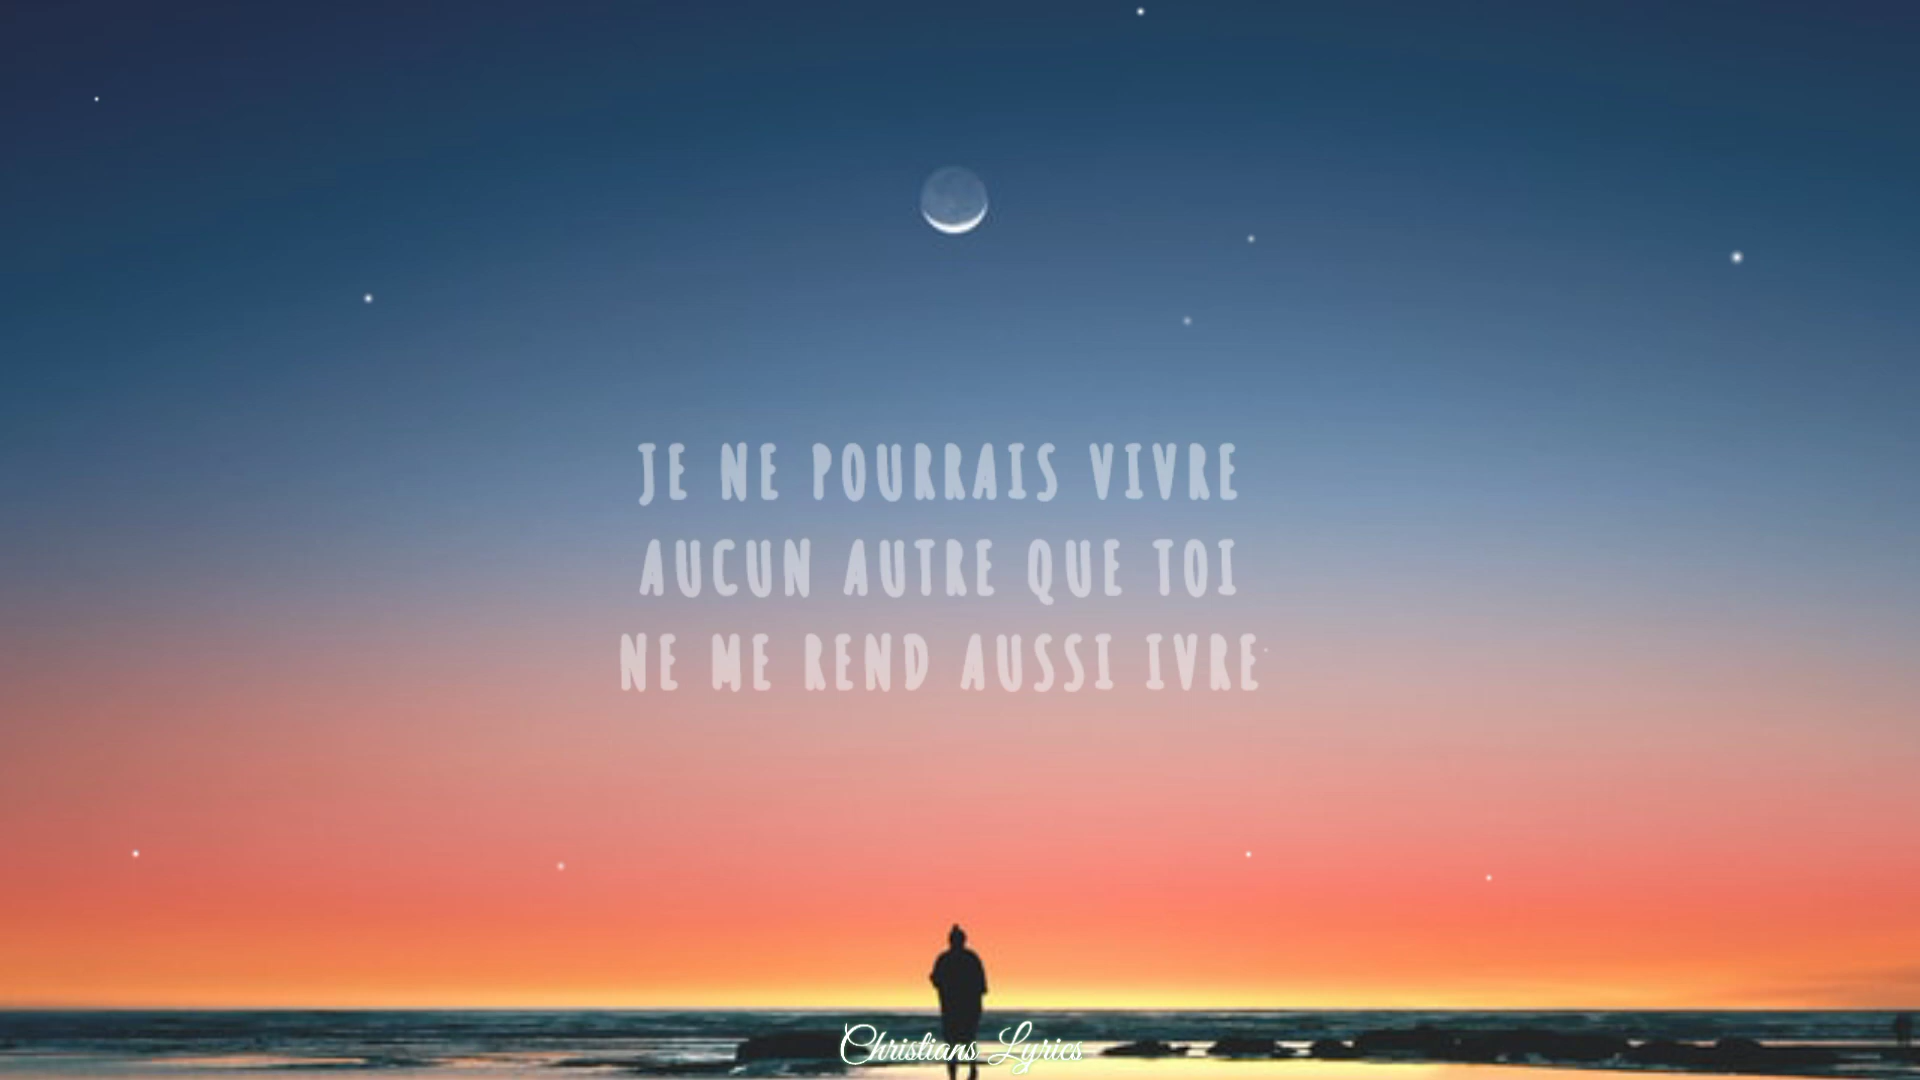 JE NE POURRAIS VIVRE
AUCUN AUTRE QUE TOI
NE ME REND AUSSI IVRE
Christians Lyrics